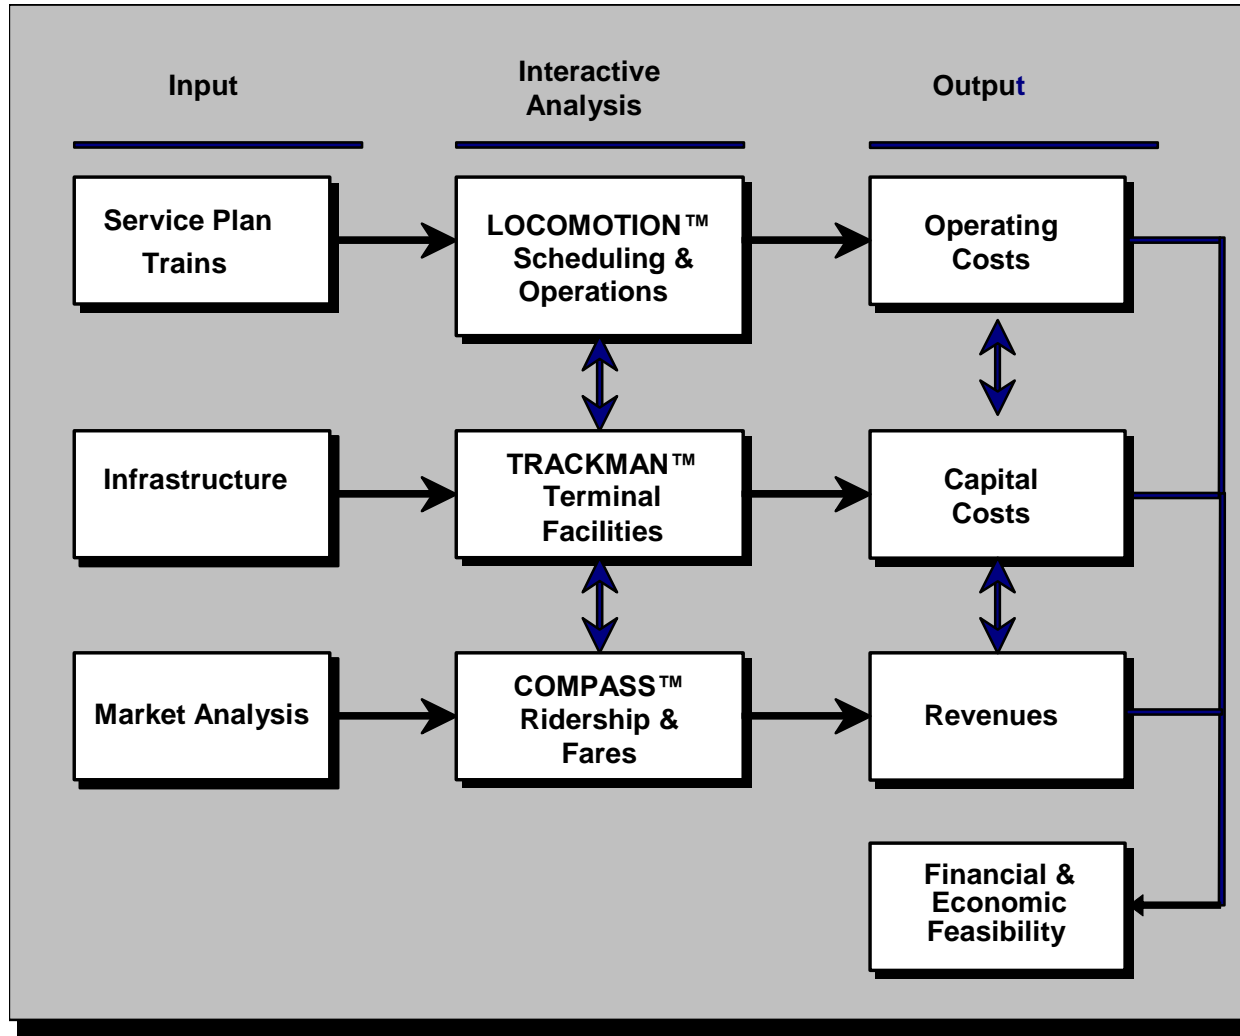 Input
Interactive
Analysis
Output
Service Plan
Trains
LOCOMOTION™
Scheduling &
Operations
Operating
Costs
Infrastructure
TRACKMAN™
Terminal
Facilities
Capital
Costs
Market Analysis
COMPASS™
Ridership &
Fares
Revenues
Financial &
Economic
Feasibility